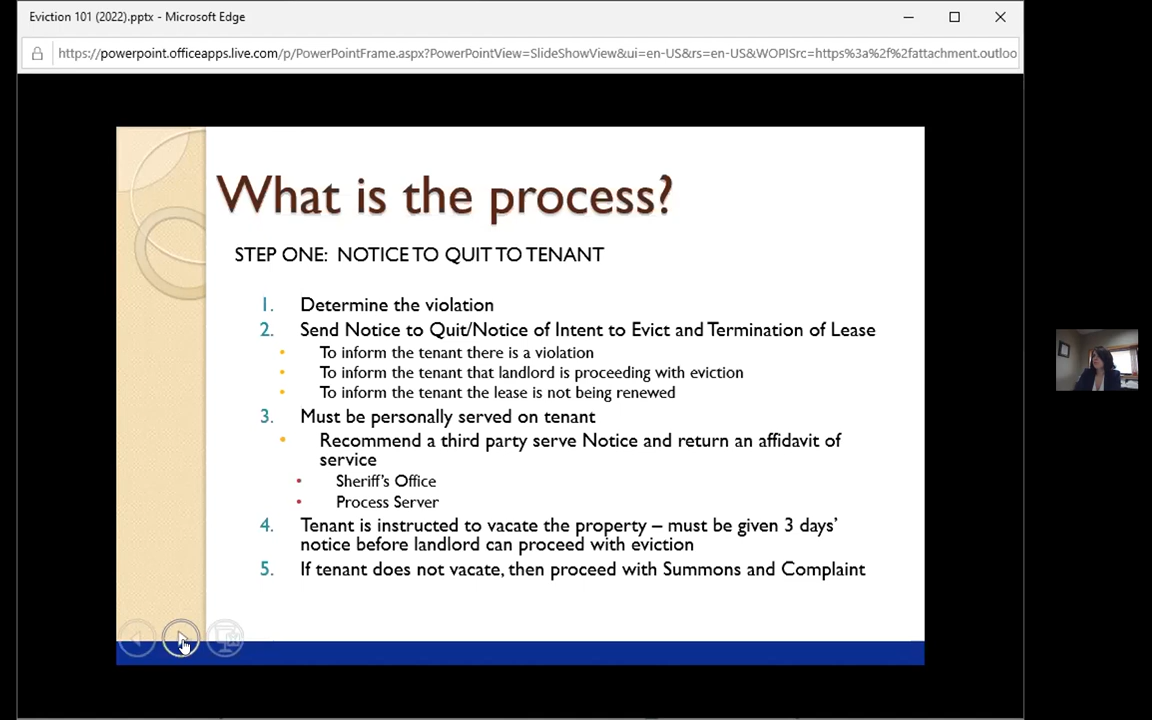 Eviction 101 (2022).pptx - Microsoft Edge
https://powerpoint.officeapps.live.com/p/PowerPointFrame.aspx?PowerPointView=SlideShowView&ui=en-US&rs=en-US&WOPISrc=https%3a%2f%2fattachment.outloo
What is the process?
STEP ONE: NOTICE TO QUIT TO TENANT
1. Determine the violation
2. Send Notice to Quit/Notice of Intent to Evict and Termination of Lease
• To inform the tenant there is a violation
• To inform the tenant that landlord is proceeding with eviction
• To inform the tenant the lease is not being renewed
3. Must be personally served on tenant
• Recommend a third party serve Notice and return an affidavit of
service
• Sheriff's Office
• Process Server
4. Tenant is instructed to vacate the property – must be given 3 days'
notice before landlord can proceed with eviction
5. If tenant does not vacate, then proceed with Summons and Complaint